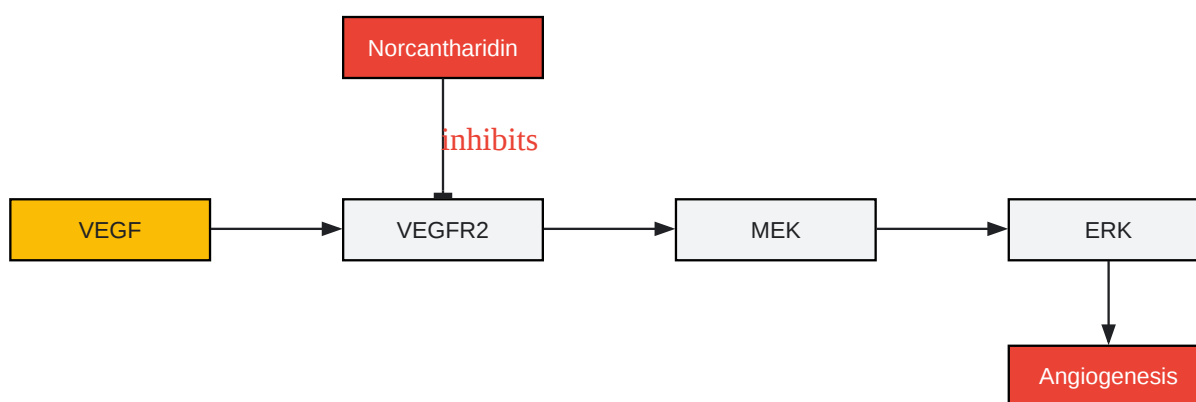 Norcantharidin
inhibits
VEGF
VEGFR2
MEK
ERK
Angiogenesis